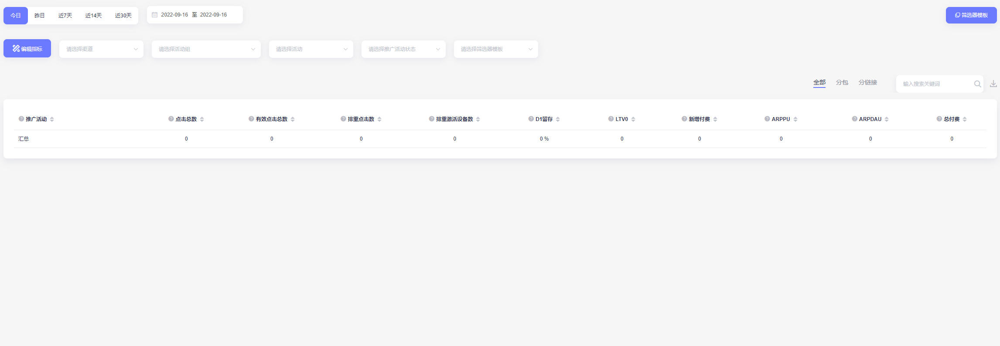 今日 昨日 近7天 近14天 近30天 2022-09-16 至 2022-09-16 筛选器模板
编辑指标 请选择渠道 请选择活动组 请选择活动 请选择推广活动状态 请选择筛选器模板
全部 分包 分链接 输入搜索关键词
推广活动 点击总数 有效点击总数 排重点击数 排重激活设备数 D1留存 LTV0 新增付费 ARPPU ARPDAU 总付费
汇总 0 0 0 0 0 % 0 0 0 0 0